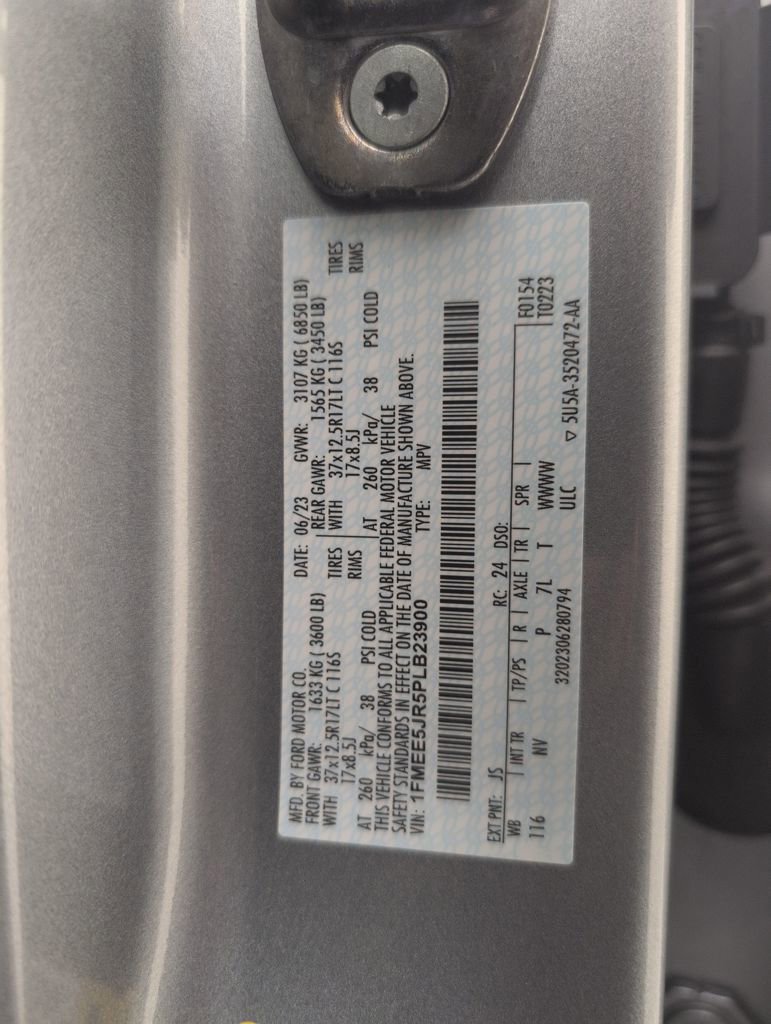 MFD. BY FORD MOTOR CO. DATE: 06/23 GVWR: 3107 KG ( 6850 LB)
FRONT GAWR: 1633 KG ( 3600 LB) REAR GAWR: 1565 KG ( 3450 LB)
WITH 37x12.5R17LT C 116S TIRES WITH 37x12.5R17LT C 116S TIRES
17x8.5J RIMS 17x8.5J RIMS
AT 260 kPa/ 38 PSI COLD AT 260 kPa/ 38 PSI COLD
THIS VEHICLE CONFORMS TO ALL APPLICABLE FEDERAL MOTOR VEHICLE
SAFETY STANDARDS IN EFFECT ON THE DATE OF MANUFACTURE SHOWN ABOVE.
VIN: 1FMEE5JR5PLB23900 TYPE: MPV
EXT PNT: JS RC: 24 DSO:
WB INT TR TP/PS R AXLE TR SPR F0154
116 NV P 7L T WWWW T0223
ULC
3202306280794 ▽ 5U5A-3520472-AA